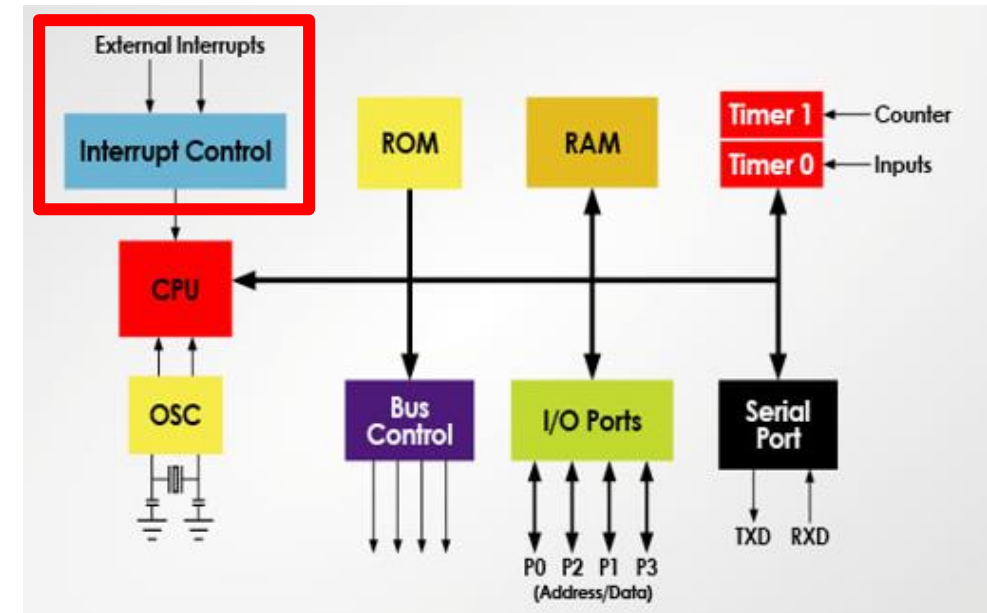 External Interrupts
Interrupt Control
ROM
RAM
Timer 1
Counter
Timer 0
Inputs
CPU
OSC
Bus
Control
I/O Ports
Serial
Port
TXD RXD
P0 P2 P1 P3
(Address/Data)